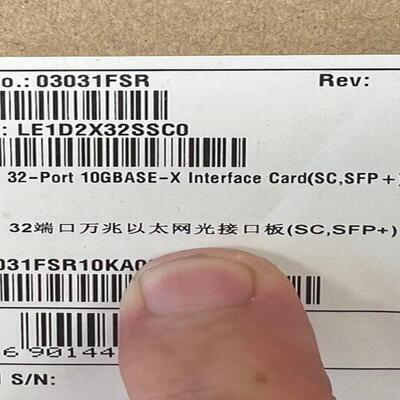 o.: 03031FSR Rev:
: LE1D2X32SSC0
32-Port 10GBASE-X Interface Card(SC,SFP+)
32端口万兆以太网光接口板(SC,SFP+)
031FSR10KA0
6 90144
S/N: